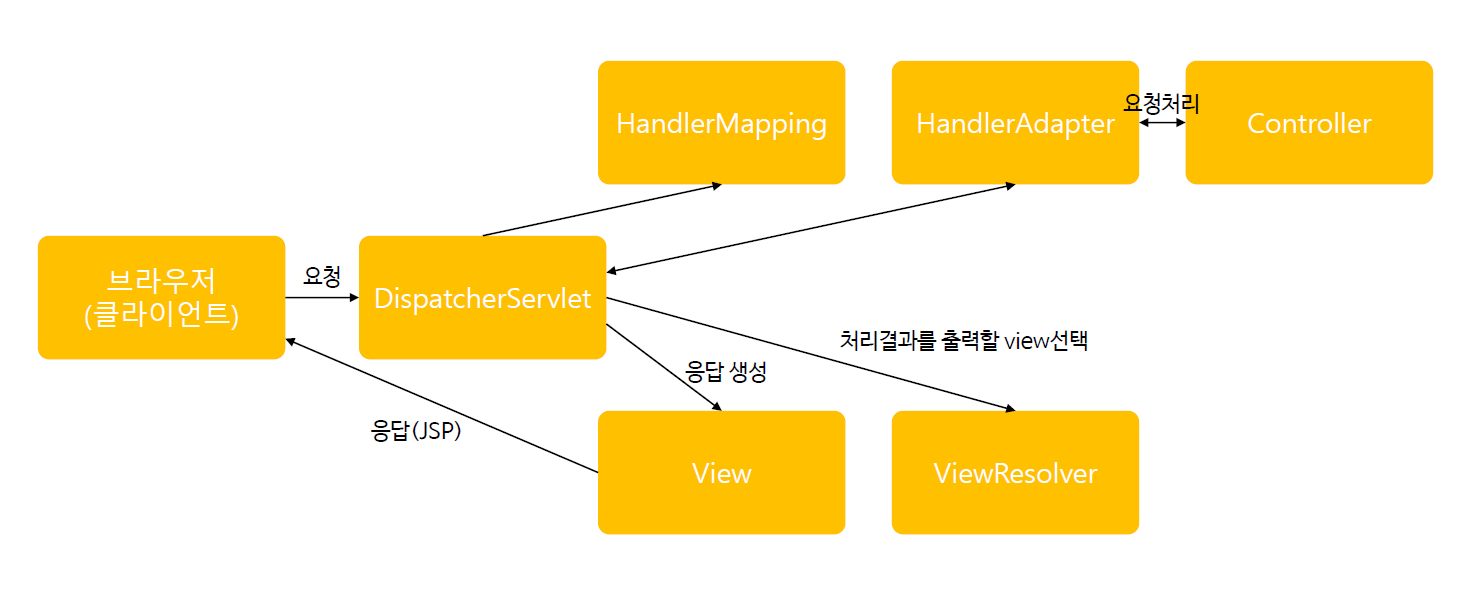 HandlerMapping
HandlerAdapter
요청처리
Controller
브라우저
(클라이언트)
요청
DispatcherServlet
처리결과를 출력할 view선택
응답 생성
응답(JSP)
View
ViewResolver